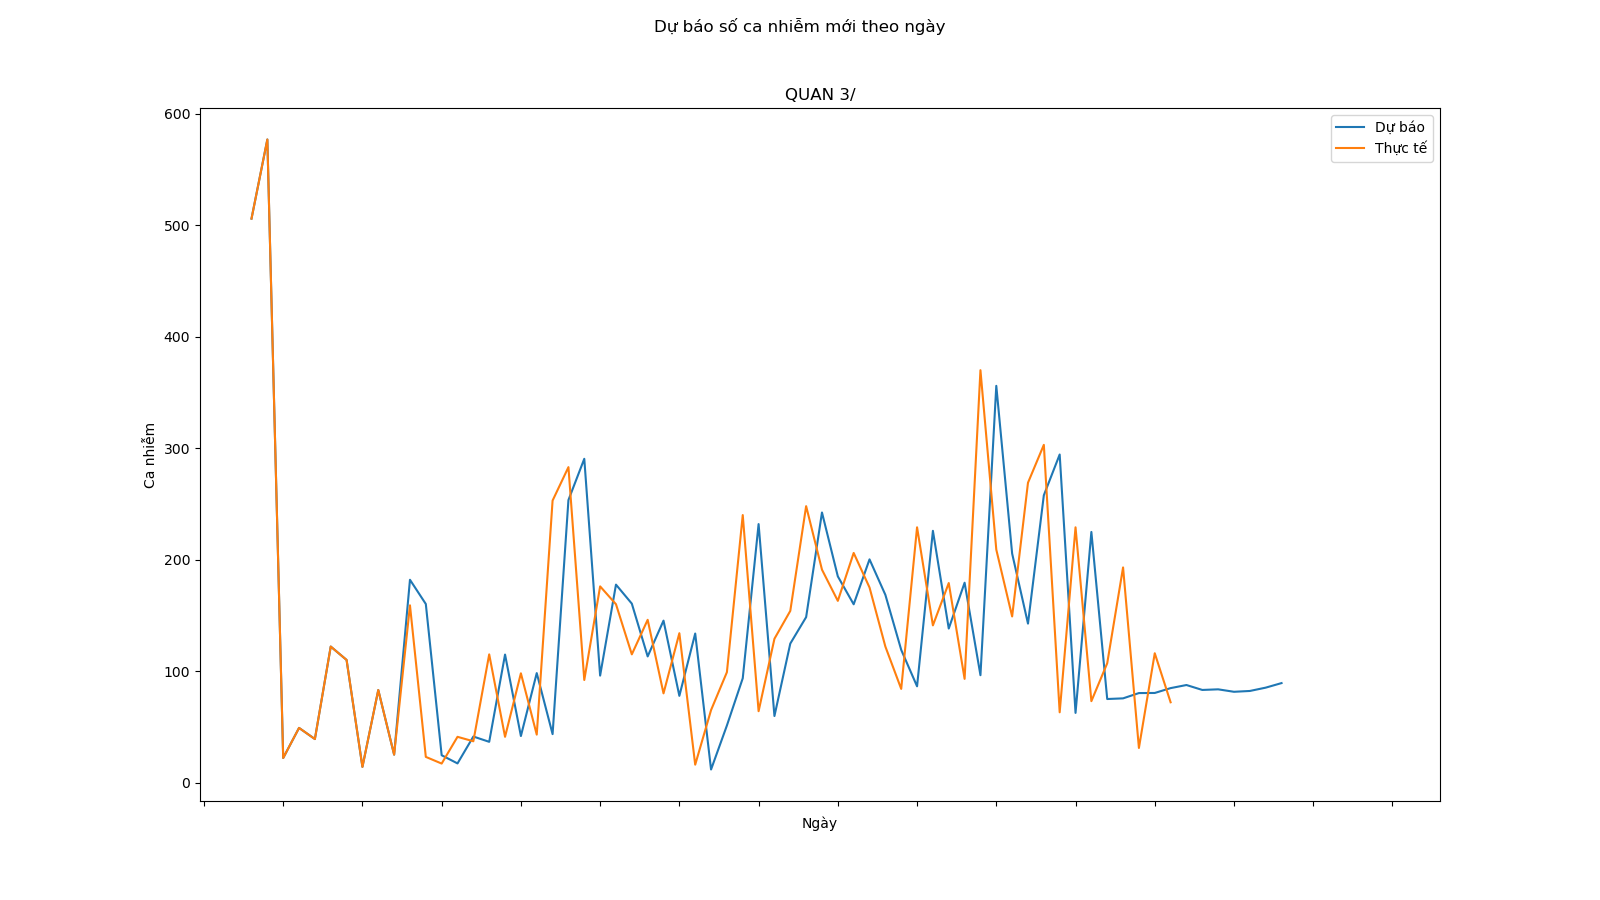 Dự báo số ca nhiễm mới theo ngày
QUAN 3/
600
500
400
300
200
100
0
Ca nhiễm
Ngày
Dự báo
Thực tế